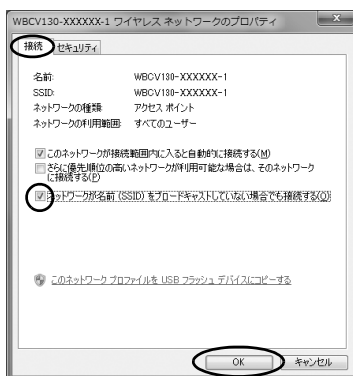 WBCV130-XXXXXX-1 ワイヤレス ネットワークのプロパティ
接続 セキュリティ
名前: WBCV130-XXXXXX-1
SSID: WBCV130-XXXXXX-1
ネットワークの種類: アクセス ポイント
ネットワークの利用範囲: すべてのユーザー
このネットワークが接続範囲内に入ると自動的に接続する(M)
さらに優先順位の高いネットワークが利用可能な場合は、そのネットワーク
に接続する(P)
ネットワークが名前 (SSID) をブロードキャストしていない場合でも接続する(O)
このネットワーク プロファイルを USB フラッシュ デバイスにコピーする
OK キャンセル